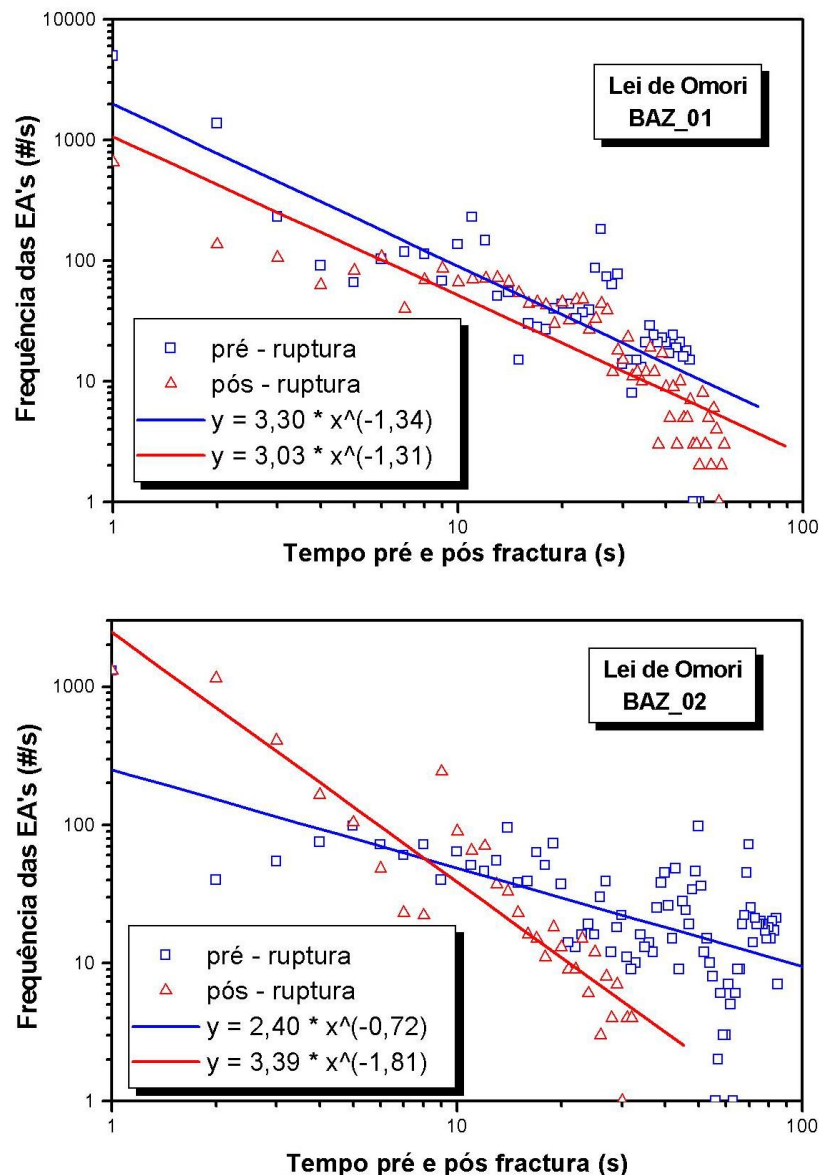 10000
1000
100
10
1
Frequência das EA's (#/s)
Lei de Omori
BAZ_01
pré - ruptura
pós - ruptura
y = 3,30 * x^(-1,34)
y = 3,03 * x^(-1,31)
1
10
100
Tempo pré e pós fractura (s)
1000
100
10
1
Frequência das EA's (#/s)
Lei de Omori
BAZ_02
pré - ruptura
pós - ruptura
y = 2,40 * x^(-0,72)
y = 3,39 * x^(-1,81)
1
10
100
Tempo pré e pós fractura (s)